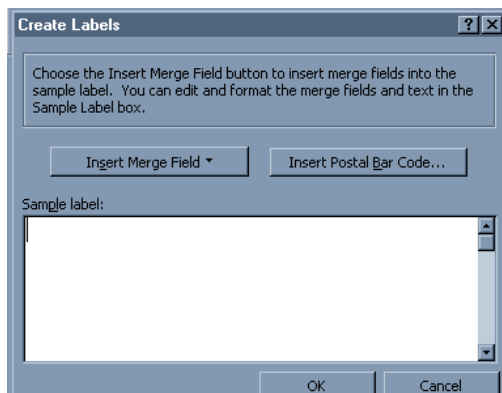 Create Labels
Choose the Insert Merge Field button to insert merge fields into the
sample label. You can edit and format the merge fields and text in the
Sample Label box.
Insert Merge Field
Insert Postal Bar Code...
Sample label:
OK
Cancel